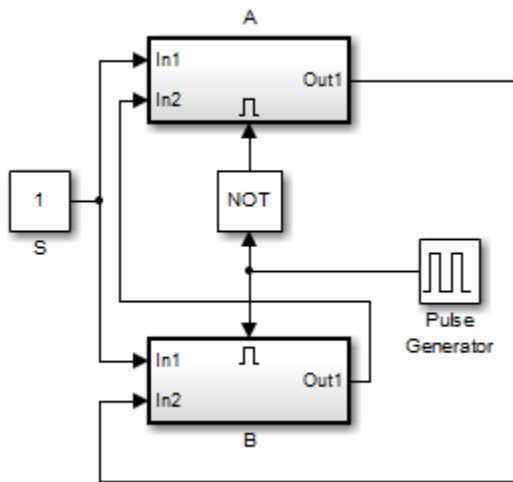 A
In1
In2
Out1
1
S
NOT
Pulse
Generator
In1
In2
Out1
B